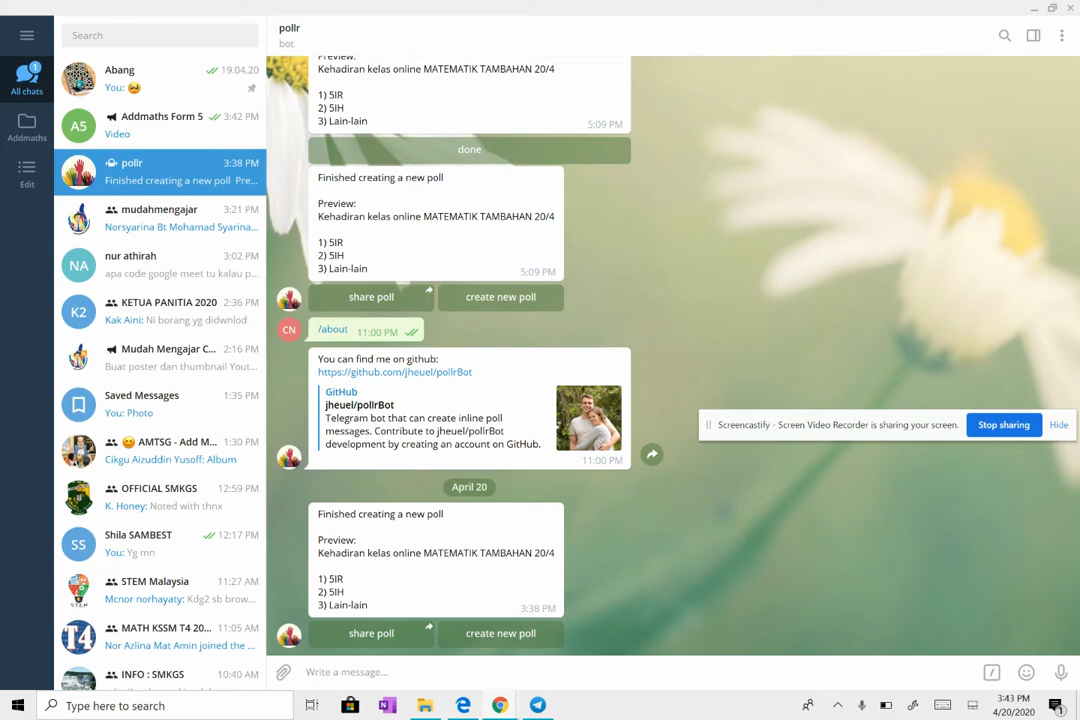 Search
All chats
1
Addmaths
Edit
Abang
19.04.20
You: 🥺
A5
Addmaths Form 5
3:42 PM
Video
pollr
3:38 PM
Finished creating a new poll Pre...
mudahmengajar
3:21 PM
Norsyarina Bt Mohamad Syarina...
NA
nur athirah
3:02 PM
apa code google meet tu kalau p...
K2
KETUA PANITIA 2020
2:36 PM
Kak Aini: Ni borang yg didwnlod
Mudah Mengajar C...
2:16 PM
Buat poster dan thumbnail Yout...
Saved Messages
1:35 PM
You: Photo
😊 AMTSG - Add M...
1:30 PM
Cikgu Aizuddin Yusoff: Album
OFFICIAL SMKGS
12:59 PM
K. Honey: Noted with thnx
SS
Shila SAMBEST
12:17 PM
You: Yg mn
STEM Malaysia
11:27 AM
Mcnor norhayaty: Kdg2 sb brow...
T4
MATH KSSM T4 20...
11:05 AM
Nor Azlina Mat Amin joined the ...
INFO : SMKGS
10:40 AM
pollr
bot
Preview:
Kehadiran kelas online MATEMATIK TAMBAHAN 20/4
1) 5IR
2) 5IH
3) Lain-lain
5:09 PM
done
Finished creating a new poll
Preview:
Kehadiran kelas online MATEMATIK TAMBAHAN 20/4
1) 5IR
2) 5IH
3) Lain-lain
5:09 PM
share poll
create new poll
CN
/about
11:00 PM
You can find me on github:
https://github.com/jheuel/pollrBot
GitHub
jheuel/pollrBot
Telegram bot that can create inline poll
messages. Contribute to jheuel/pollrBot
development by creating an account on GitHub.
11:00 PM
April 20
Finished creating a new poll
Preview:
Kehadiran kelas online MATEMATIK TAMBAHAN 20/4
1) 5IR
2) 5IH
3) Lain-lain
3:38 PM
share poll
create new poll
Write a message...
Screencastify - Screen Video Recorder is sharing your screen.
Stop sharing
Hide
Type here to search
3:43 PM
4/20/2020
1